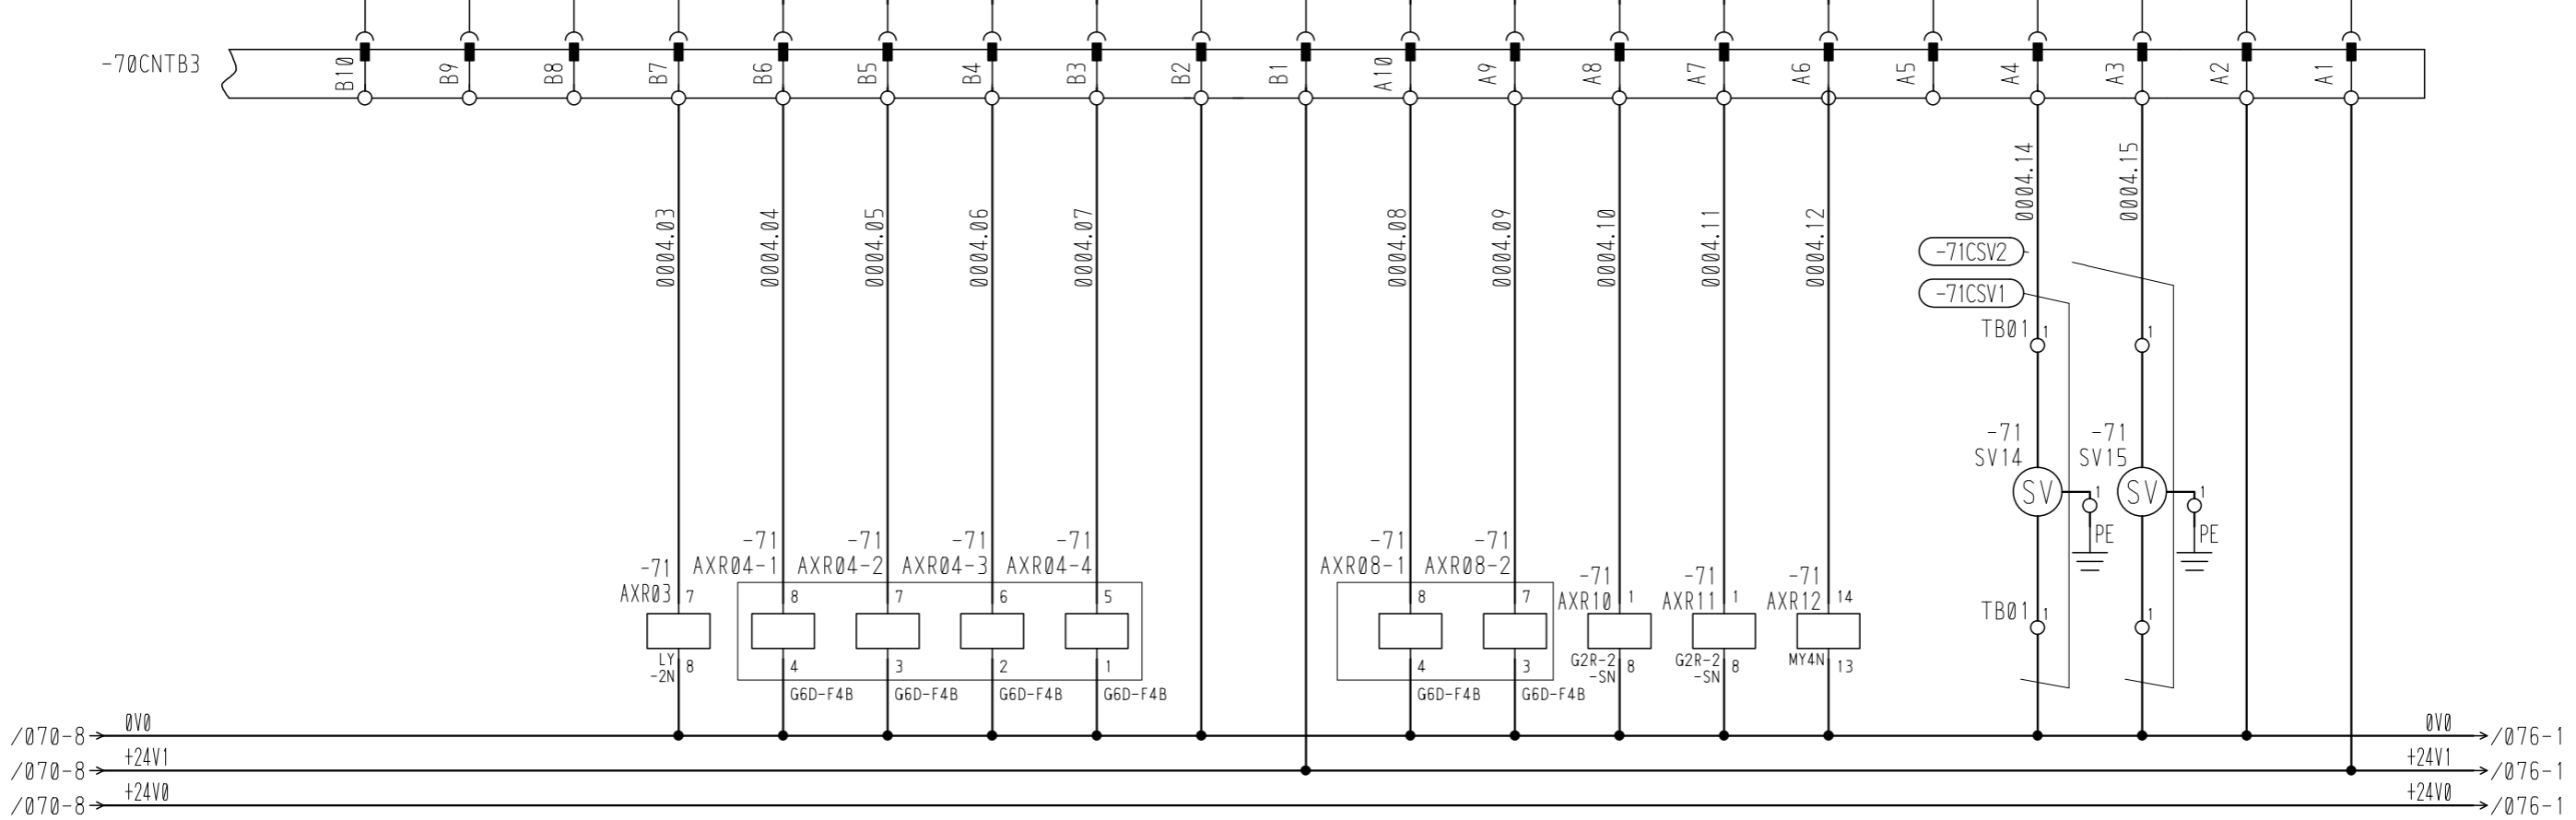 -70CNTB3
B10
B9
B8
B7
B6
B5
B4
B3
B2
B1
A10
A9
A8
A7
A6
A5
A4
A3
A2
A1
0004.03
0004.04
0004.05
0004.06
0004.07
0004.08
0004.09
0004.10
0004.11
0004.12
0004.14
0004.15
-71CSV2
-71CSV1
TB01
1
1
-71
SV14
-71
SV15
SV
1
SV
1
PE
PE
-71
AXR03
7
-71
AXR04-1
8
-71
AXR04-2
7
-71
AXR04-3
6
-71
AXR04-4
5
-71
AXR08-1
8
-71
AXR08-2
7
-71
AXR10
1
-71
AXR11
1
-71
AXR12
14
TB01
1
1
LY
-2N
8
4
G6D-F4B
3
G6D-F4B
2
G6D-F4B
1
G6D-F4B
4
G6D-F4B
3
G6D-F4B
G2R-2
-SN
8
G2R-2
-SN
8
MY4N
13
/070-8
0V0
0V0
/076-1
/070-8
+24V1
+24V1
/076-1
/070-8
+24V0
+24V0
/076-1